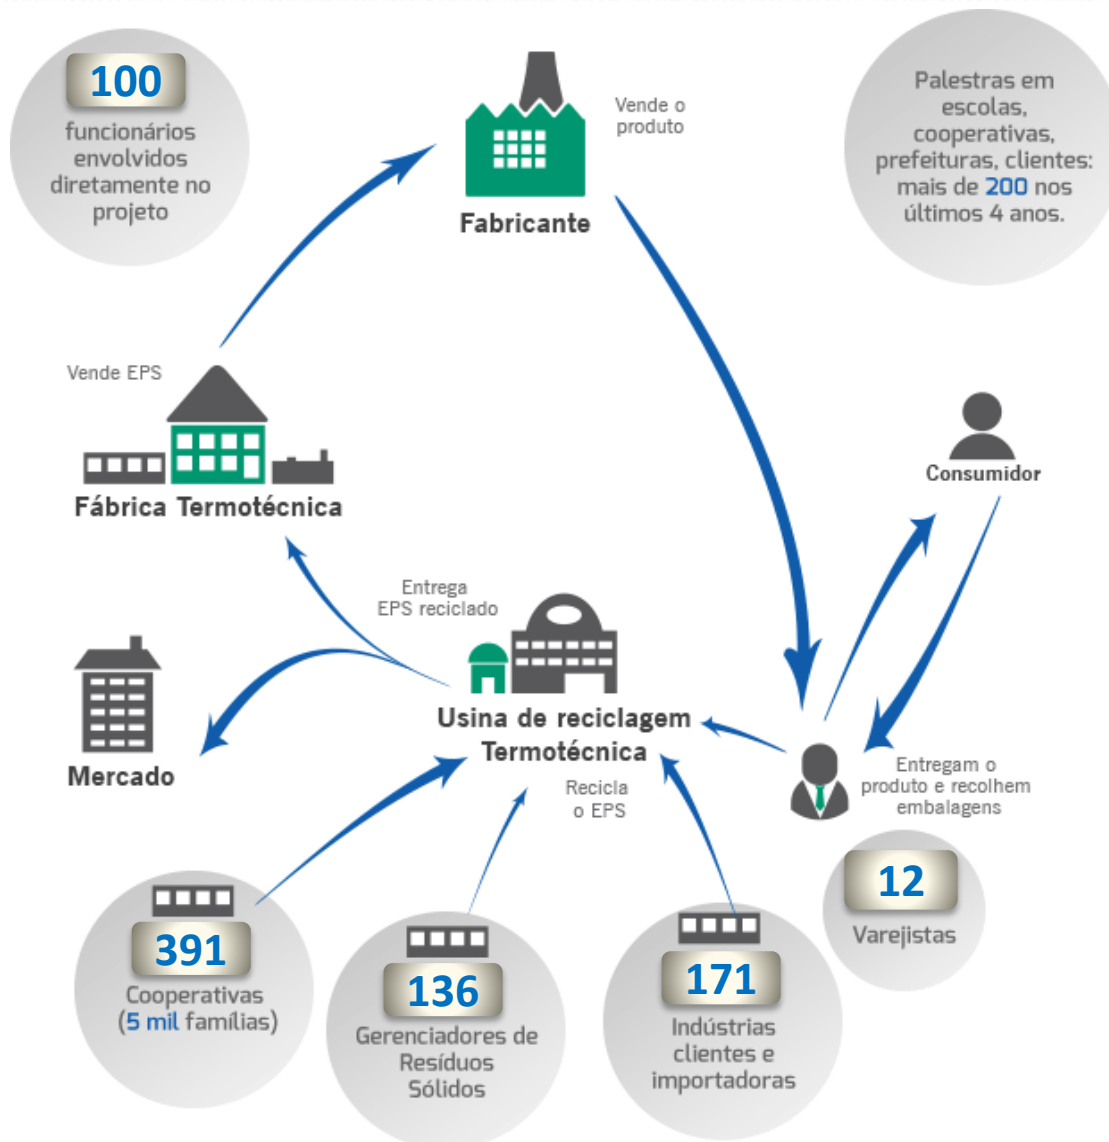 100
funcionários
envolvidos
diretamente no
projeto
Vende o
produto
Fabricante
Palestras em
escolas,
cooperativas,
prefeituras, clientes:
mais de 200 nos
últimos 4 anos.
Vende EPS
Fábrica Termotécnica
Consumidor
Entrega
EPS reciclado
Usina de reciclagem
Termotécnica
Recicla
o EPS
Mercado
Entregam o
produto e recolhem
embalagens
12
Varejistas
391
Cooperativas
(5 mil famílias)
136
Gerenciadores de
Resíduos
Sólidos
171
Indústrias
clientes e
importadoras